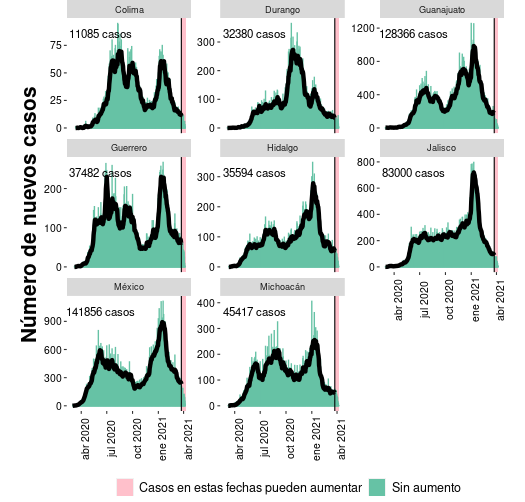 Número de nuevos casos
Colima
Durango
Guanajuato
11085 casos
32380 casos
128366 casos
75
50
25
0
300
200
100
0
1200
800
400
0
Guerrero
Hidalgo
Jalisco
37482 casos
35594 casos
83000 casos
200
100
0
300
200
100
0
800
600
400
200
0
México
Michoacán
141856 casos
45417 casos
900
600
300
0
400
300
200
100
0
abr 2020
jul 2020
oct 2020
ene 2021
abr 2021
abr 2020
jul 2020
oct 2020
ene 2021
abr 2021
abr 2020
jul 2020
oct 2020
ene 2021
abr 2021
Casos en estas fechas pueden aumentar
Sin aumento